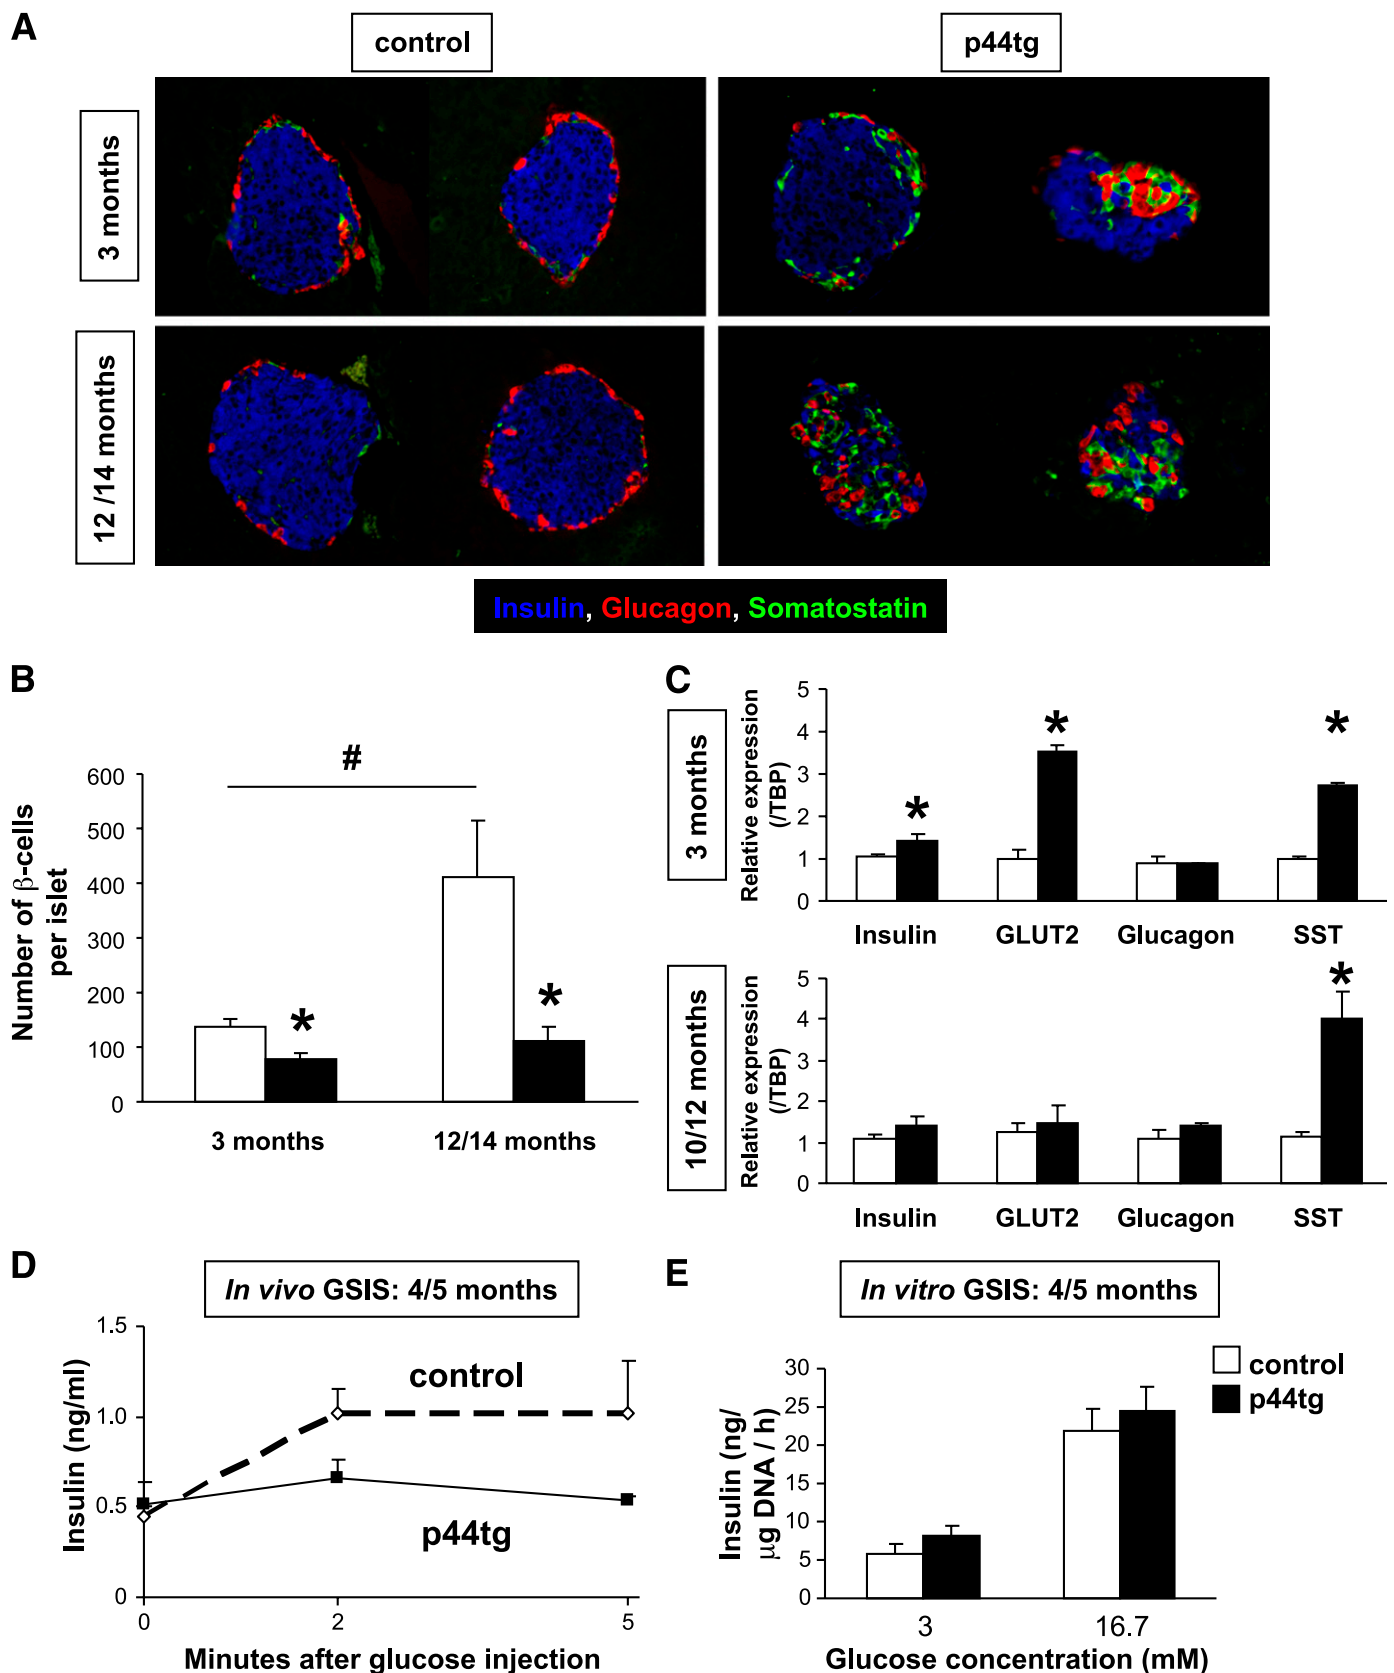 A
control
p44tg
3 months
12 /14 months
Insulin, Glucagon, Somatostatin
B
Number of β-cells
per islet
600
500
400
300
200
100
0
#
*
*
3 months
12/14 months
C
3 months
Relative expression
(/TBP)
5
4
3
2
1
0
*
*
*
Insulin
GLUT2
Glucagon
SST
10/12 months
Relative expression
(/TBP)
5
4
3
2
1
0
*
Insulin
GLUT2
Glucagon
SST
D
In vivo GSIS: 4/5 months
Insulin (ng/ml)
1.5
1.0
0.5
0
control
p44tg
0
2
5
Minutes after glucose injection
E
In vitro GSIS: 4/5 months
control
p44tg
Insulin (ng/
μg DNA / h)
30
25
20
15
10
5
0
3
16.7
Glucose concentration (mM)